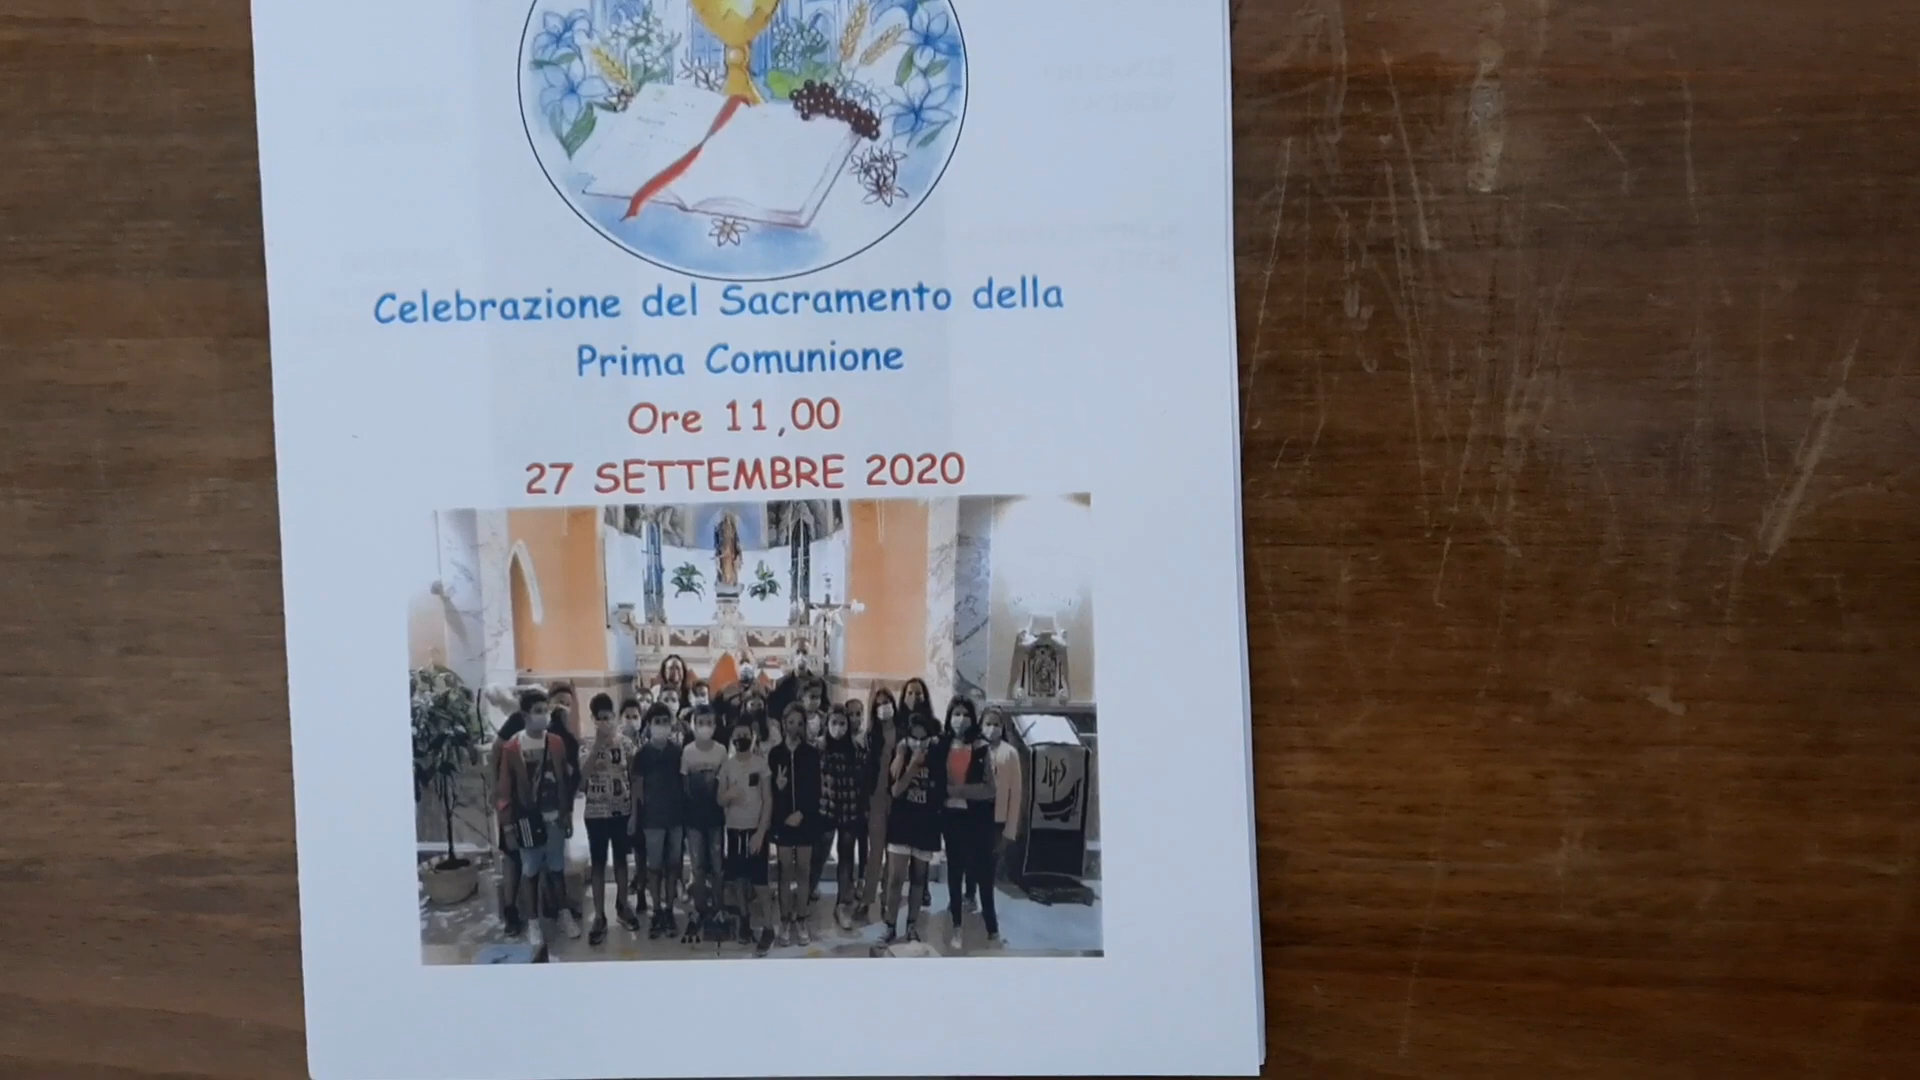 Celebrazione del Sacramento della
Prima Comunione
Ore 11,00
27 SETTEMBRE 2020